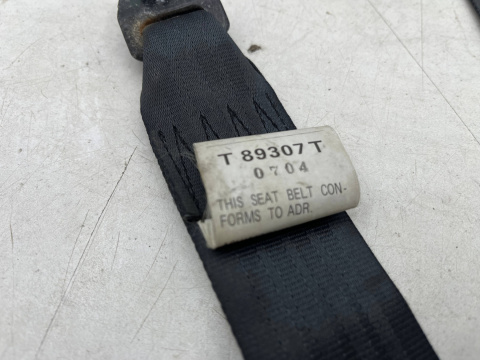 T 89307 T
0704
THIS SEAT BELT CON-
FORMS TO ADR.